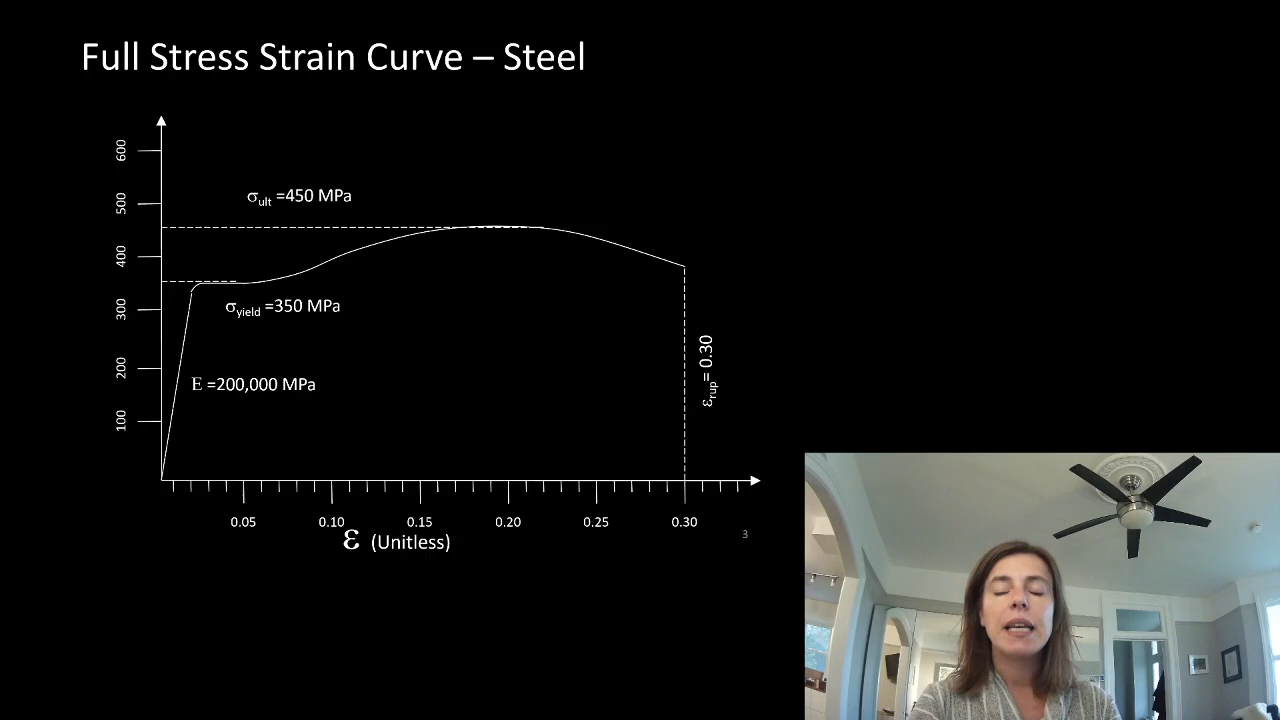 Full Stress Strain Curve – Steel
600
500
400
300
200
100
σult =450 MPa
σyield =350 MPa
E =200,000 MPa
εrup= 0.30
0.05 0.10 0.15 0.20 0.25 0.30
ε (Unitless)
3